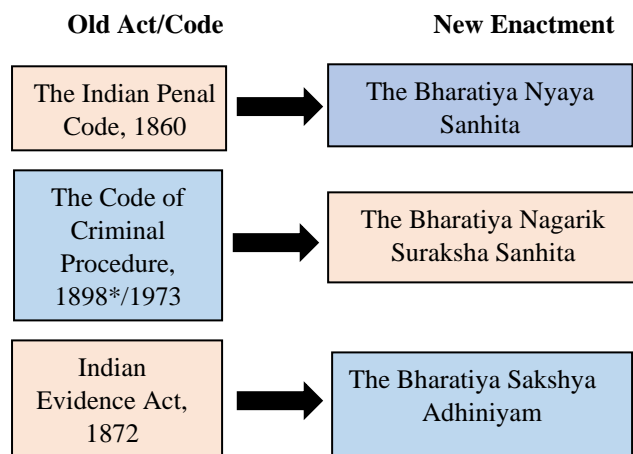 Old Act/Code
New Enactment
The Indian Penal
Code, 1860
The Bharatiya Nyaya
Sanhita
The Code of
Criminal
Procedure,
1898*/1973
The Bharatiya Nagarik
Suraksha Sanhita
Indian
Evidence Act,
1872
The Bharatiya Sakshya
Adhiniyam